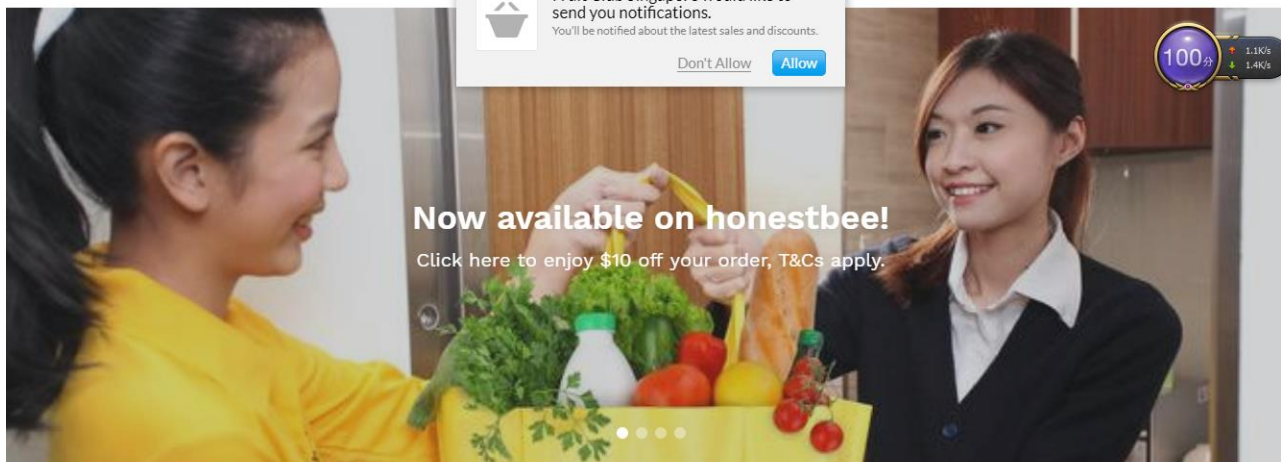 send you notifications.
You'll be notified about the latest sales and discounts.
Don't Allow
Allow
100分
1.1K/s
1.4K/s
Now available on honestbee!
Click here to enjoy $10 off your order, T&Cs apply.